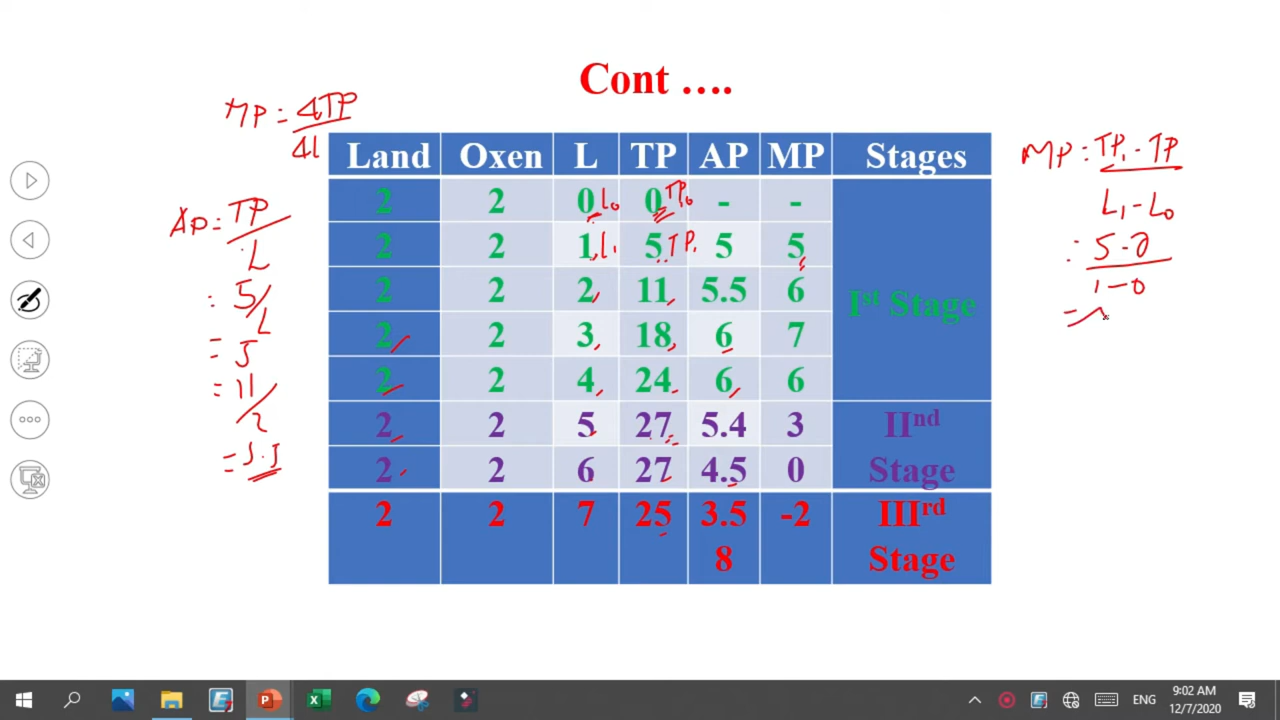 Cont ….
MP = ΔTP
ΔL
Land Oxen L TP AP MP Stages
2 2 0 L₀ 0 TP₀ - -
2 2 1 L₁ 5 TP₁ 5 5
2 2 2 11 5.5 6
Iˢᵗ Stage
2 2 3 18 6 7
2 2 4 24 6 6
2 2 5 27 5.4 3 IIⁿᵈ
2 2 6 27 4.5 0 Stage
2 2 7 25 3.5 -2 IIIʳᵈ
8 Stage
AP = TP
L
: 5/
L
= 5
= 11/
2
= 5.5
MP = TP₁ - TP
L₁ - L₀
: 5 - 0
1 - 0
=
ENG 9:02 AM
12/7/2020